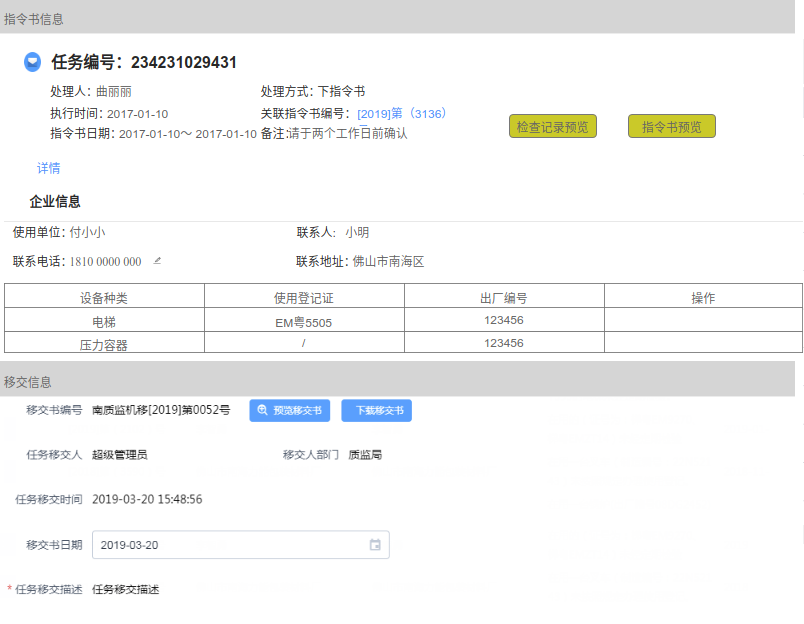 指令书信息
任务编号：234231029431
处理人：曲丽丽 处理方式：下指令书
执行时间：2017-01-10 关联指令书编号：[2019]第（3136）
指令书日期：2017-01-10～ 2017-01-10 备注:请于两个工作日前确认
检查记录预览 指令书预览
详情
企业信息
使用单位：付小小 联系人: 小明
联系电话：1810 0000 000 联系地址：佛山市南海区
设备种类 使用登记证 出厂编号 操作
电梯 EM粤5505 123456
压力容器 / 123456
移交信息
移交书编号 南质监机移[2019]第0052号 预览移交书 下载移交书
任务移交人 超级管理员 移交人部门 质监局
任务移交时间 2019-03-20 15:48:56
移交书日期 2019-03-20
* 任务移交描述 任务移交描述